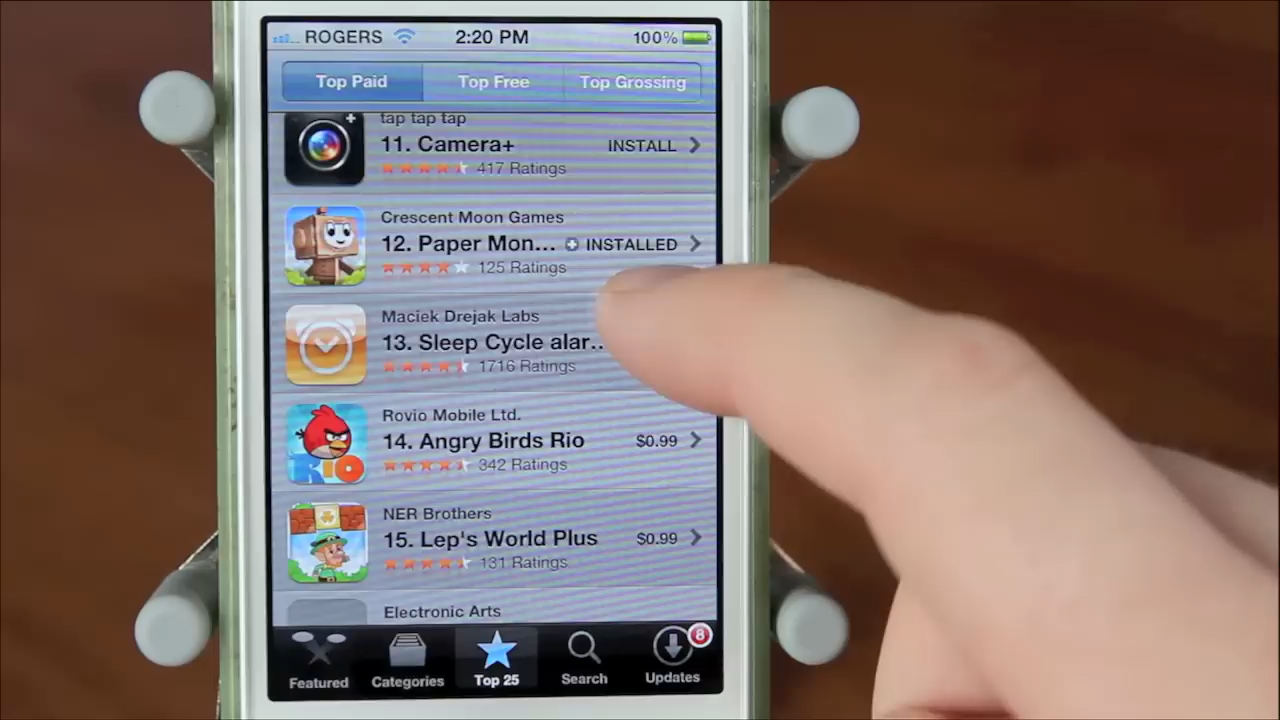 ROGERS 2:20 PM 100%
Top Paid Top Free Top Grossing
tap tap tap
11. Camera+ INSTALL
417 Ratings
Crescent Moon Games
12. Paper Mon... INSTALLED
125 Ratings
Maciek Drejak Labs
13. Sleep Cycle alar..
1716 Ratings
Rovio Mobile Ltd.
14. Angry Birds Rio $0.99
342 Ratings
RIO
NER Brothers
15. Lep's World Plus $0.99
131 Ratings
Electronic Arts
8
Featured Categories Top 25 Search Updates